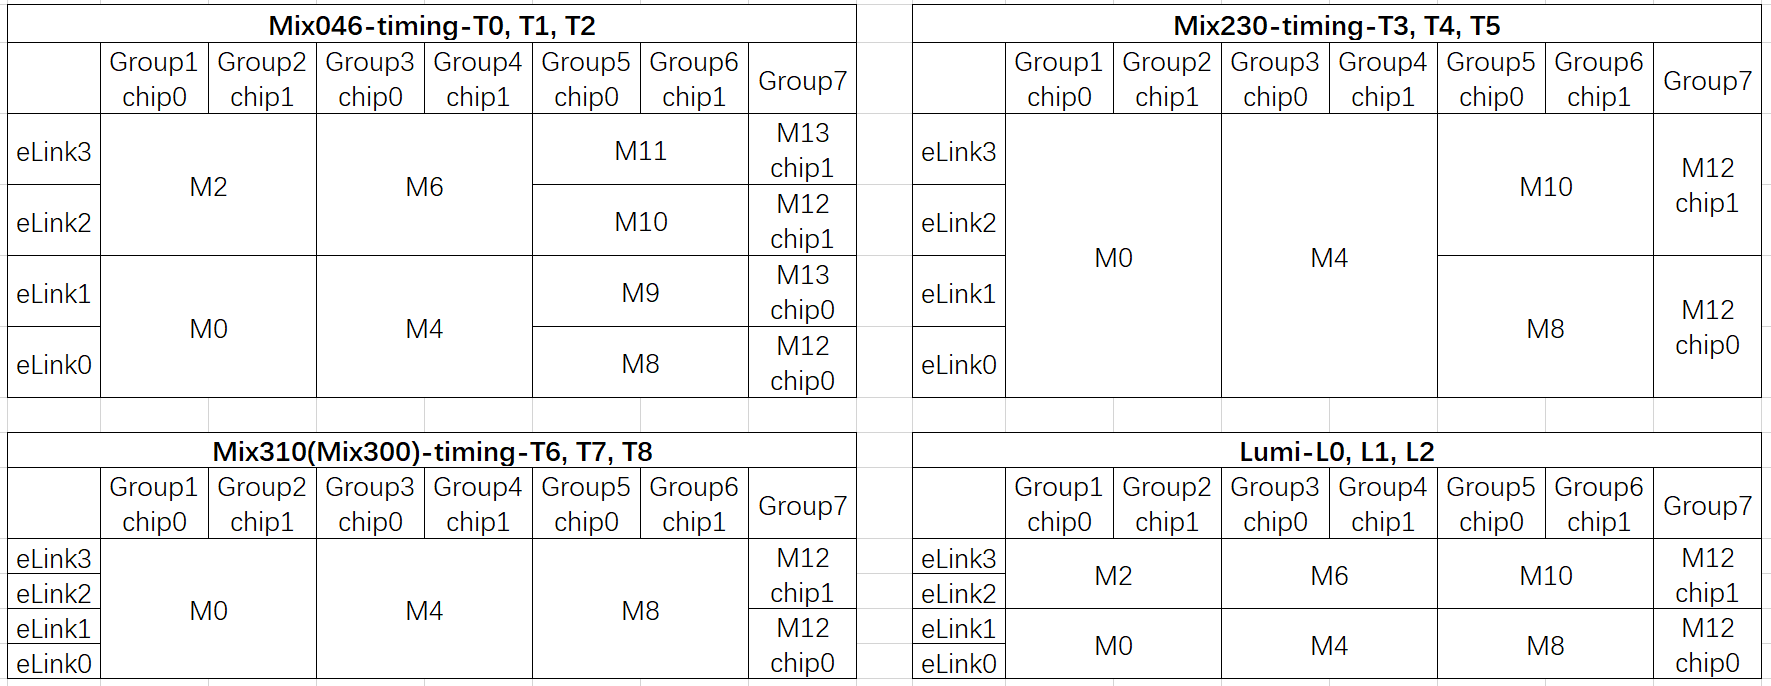 Mix046-timing-T0, T1, T2
Group1 Group2 Group3 Group4 Group5 Group6 Group7
chip0 chip1 chip0 chip1 chip0 chip1
eLink3 M2 M6 M11 M13
chip1
eLink2 M10 M12
chip1
eLink1 M0 M4 M9 M13
chip0
eLink0 M8 M12
chip0
Mix230-timing-T3, T4, T5
Group1 Group2 Group3 Group4 Group5 Group6 Group7
chip0 chip1 chip0 chip1 chip0 chip1
eLink3 M0 M4 M10 M12
chip1
eLink2
eLink1 M8 M12
chip0
eLink0
Mix310(Mix300)-timing-T6, T7, T8
Group1 Group2 Group3 Group4 Group5 Group6 Group7
chip0 chip1 chip0 chip1 chip0 chip1
eLink3 M0 M4 M8 M12
eLink2 chip1
eLink1 M12
eLink0 chip0
Lumi-L0, L1, L2
Group1 Group2 Group3 Group4 Group5 Group6 Group7
chip0 chip1 chip0 chip1 chip0 chip1
eLink3 M2 M6 M10 M12
eLink2 chip1
eLink1 M0 M4 M8 M12
eLink0 chip0